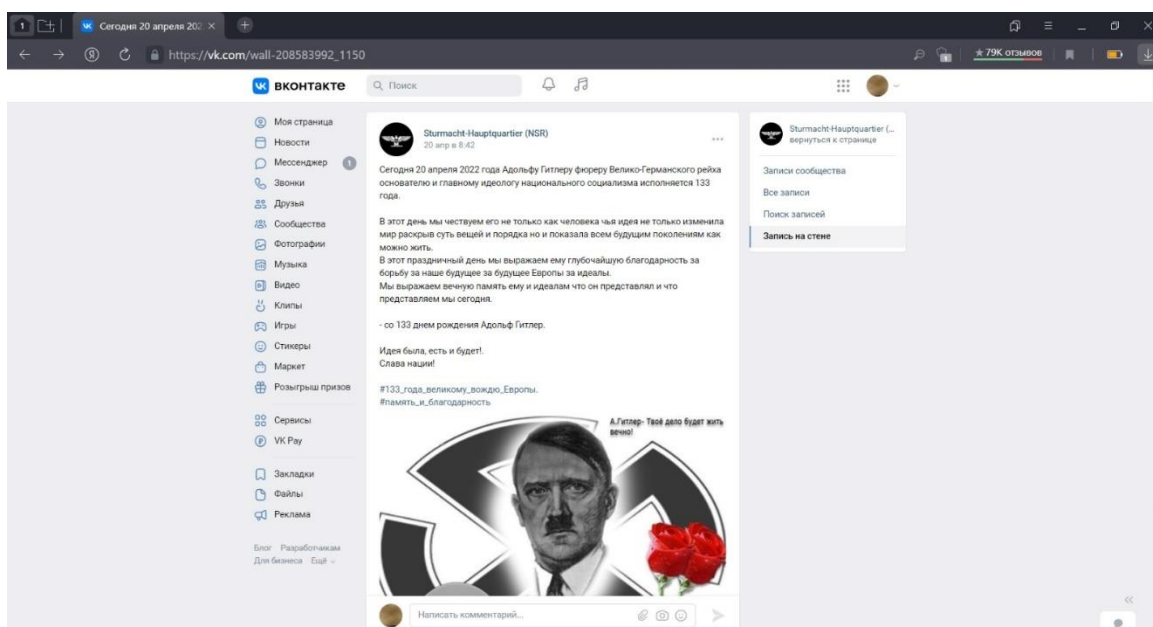 1
Сегодня 20 апреля 202
https://vk.com/wall-208583992_1150
79K отзывов
вконтакте
Поиск
Моя страница
Новости
Мессенджер 1
Звонки
Друзья
Сообщества
Фотографии
Музыка
Видео
Клипы
Игры
Стикеры
Маркет
Розыгрыш призов
Сервисы
VK Pay
Закладки
Файлы
Реклама
Блог Разработчикам
Для бизнеса Ещё
Sturmacht-Hauptquartier (NSR)
20 апр в 8:42
Сегодня 20 апреля 2022 года Адольфу Гитлеру фюреру Велико-Германского рейха
основателю и главному идеологу национального социализма исполняется 133
года.
В этот день мы чествуем его не только как человека чья идея не только изменила
мир раскрыв суть вещей и порядка но и показала всем будущим поколениям как
можно жить.
В этот праздничный день мы выражаем ему глубочайшую благодарность за
борьбу за наше будущее за будущее Европы за идеалы.
Мы выражаем вечную память ему и идеалам что он представлял и что
представляем мы сегодня.
- со 133 днем рождения Адольф Гитлер.
Идея была, есть и будет!.
Слава нации!
#133_года_великому_вождю_Европы.
#память_и_благодарность
А.Гитлер- Твоё дело будет жить
вечно!
Написать комментарий...
Sturmacht-Hauptquartier (...
вернуться к странице
Записи сообщества
Все записи
Поиск записей
Запись на стене